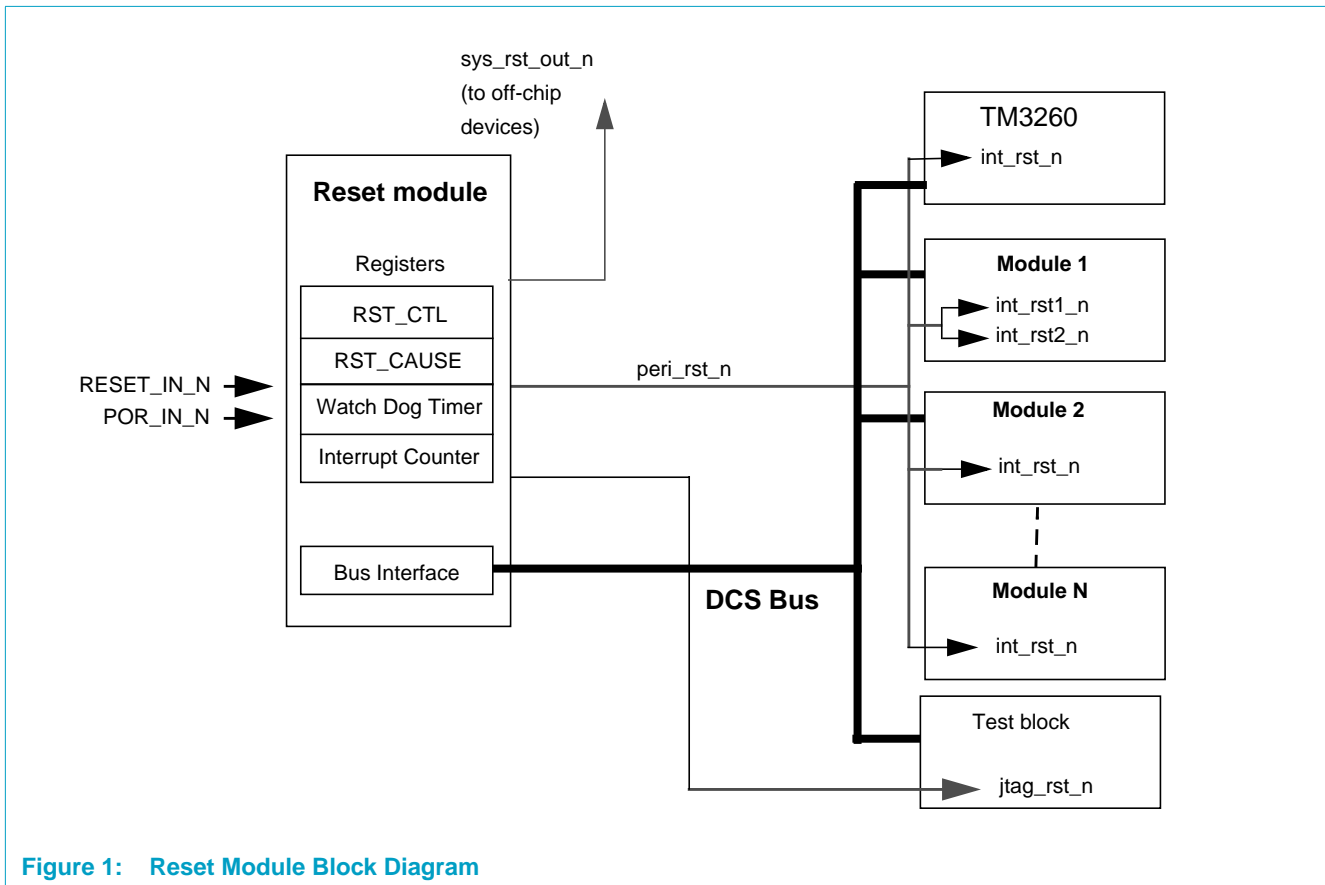 sys_rst_out_n
(to off-chip
devices)
Reset module
Registers
RST_CTL
RST_CAUSE
Watch Dog Timer
Interrupt Counter
Bus Interface
RESET_IN_N
POR_IN_N
peri_rst_n
DCS Bus
TM3260
int_rst_n
Module 1
int_rst1_n
int_rst2_n
Module 2
int_rst_n
Module N
int_rst_n
Test block
jtag_rst_n
Figure 1: Reset Module Block Diagram